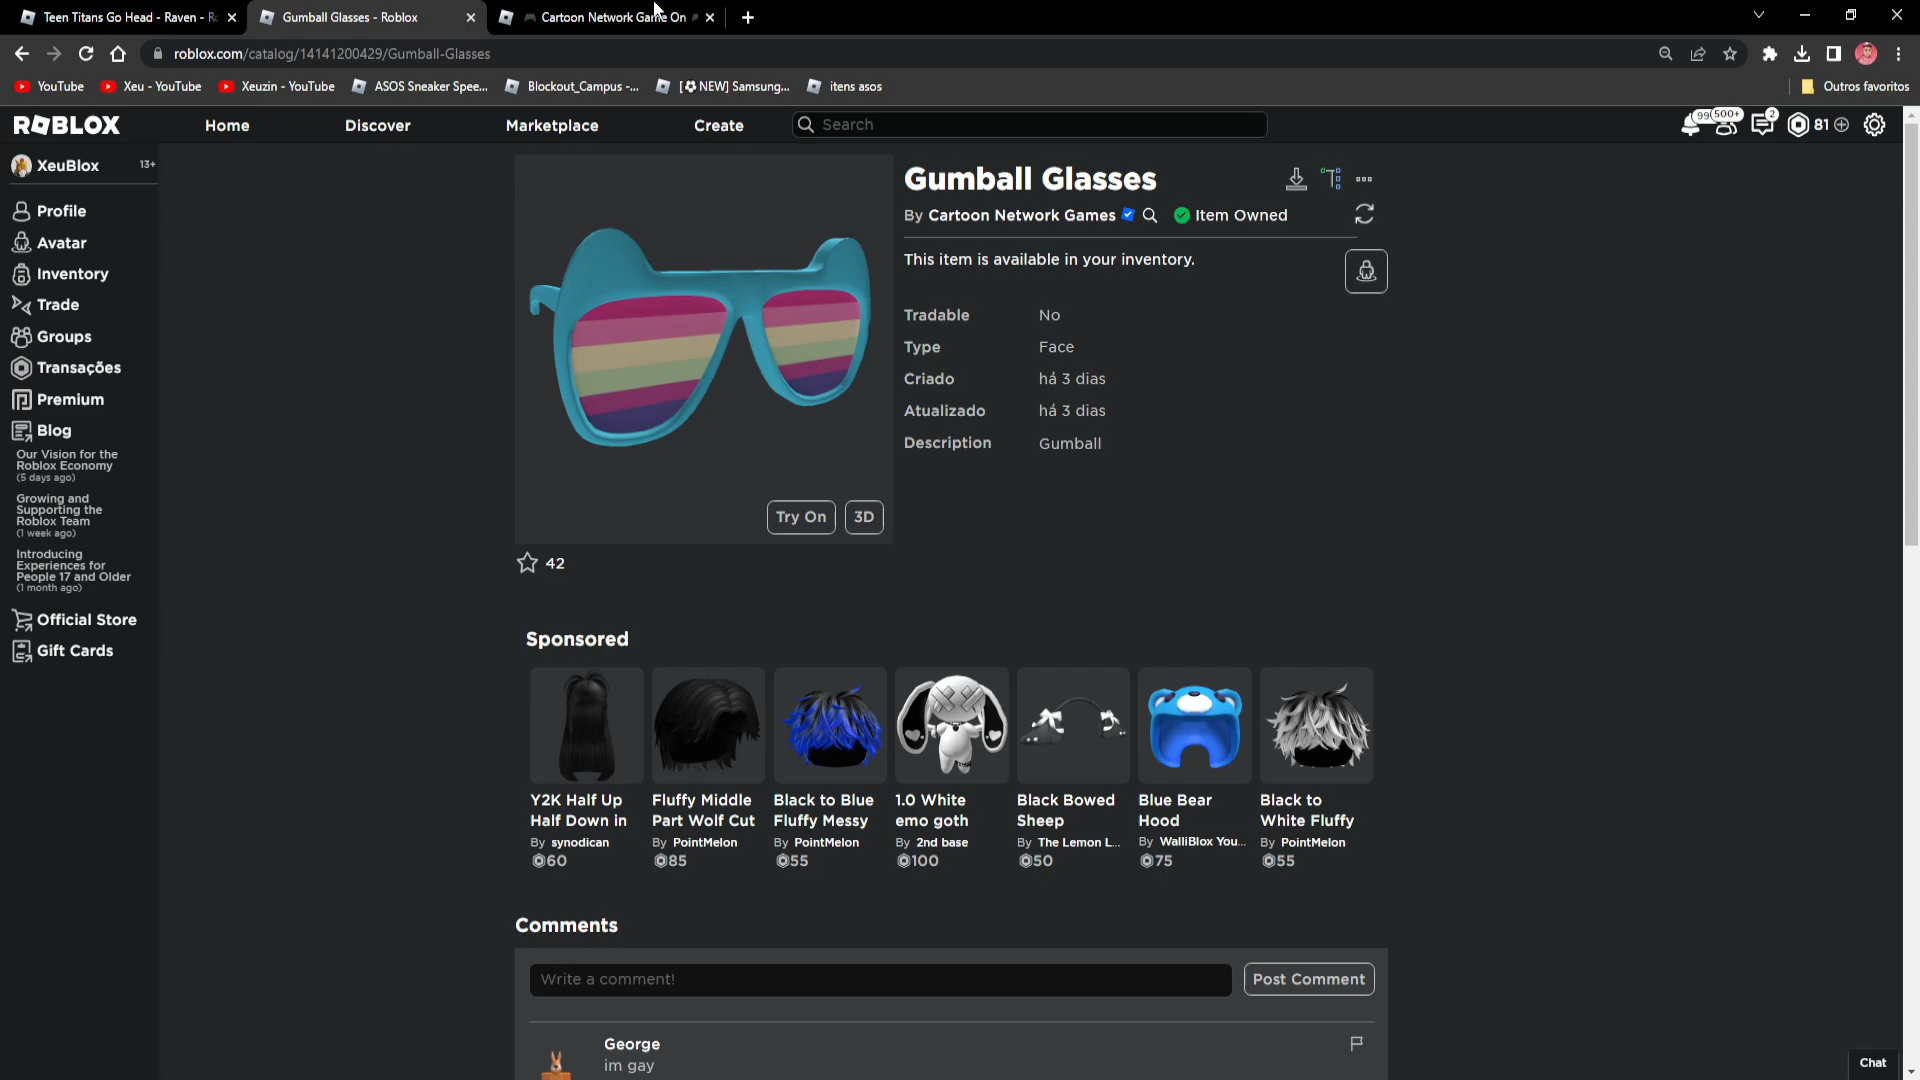 Teen Titans Go Head - Raven - R
Gumball Glasses - Roblox
Cartoon Network Game On
roblox.com/catalog/14141200429/Gumball-Glasses
YouTube
Xeu - YouTube
Xeuzin - YouTube
ASOS Sneaker Spee...
Blockout_Campus -...
[⚽NEW] Samsung...
itens asos
Outros favoritos
ROBLOX
Home
Discover
Marketplace
Create
Search
99
500+
2
81
XeuBlox
13+
Profile
Avatar
Inventory
Trade
Groups
Transações
Premium
Blog
Our Vision for the
Roblox Economy
(5 days ago)
Growing and
Supporting the
Roblox Team
(1 week ago)
Introducing
Experiences for
People 17 and Older
(1 month ago)
Official Store
Gift Cards
Gumball Glasses
By Cartoon Network Games
Item Owned
This item is available in your inventory.
Tradable No
Type Face
Criado há 3 dias
Atualizado há 3 dias
Description Gumball
Try On
3D
42
Sponsored
Y2K Half Up
Half Down in
By synodican
60
Fluffy Middle
Part Wolf Cut
By PointMelon
85
Black to Blue
Fluffy Messy
By PointMelon
55
1.0 White
emo goth
By 2nd base
100
Black Bowed
Sheep
By The Lemon L...
50
Blue Bear
Hood
By WalliBlox You...
75
Black to
White Fluffy
By PointMelon
55
Comments
Write a comment!
Post Comment
George
im gay
Chat